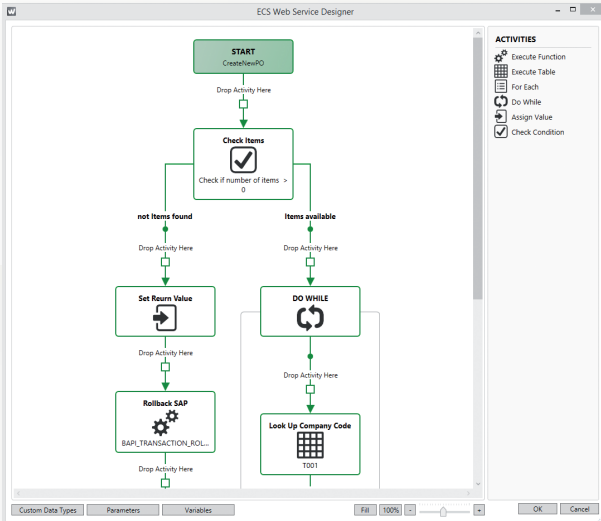 ECS Web Service Designer
START
CreateNewPO
Drop Activity Here
Check Items
Check if number of items >
0
not Items found
Items available
Drop Activity Here
Drop Activity Here
Set Reurn Value
DO WHILE
Drop Activity Here
Drop Activity Here
Rollback SAP
BAPI_TRANSACTION_ROL...
Look Up Company Code
T001
Drop Activity Here
ACTIVITIES
Execute Function
Execute Table
For Each
Do While
Assign Value
Check Condition
Custom Data Types
Parameters
Variables
Fill
100%
-
+
OK
Cancel